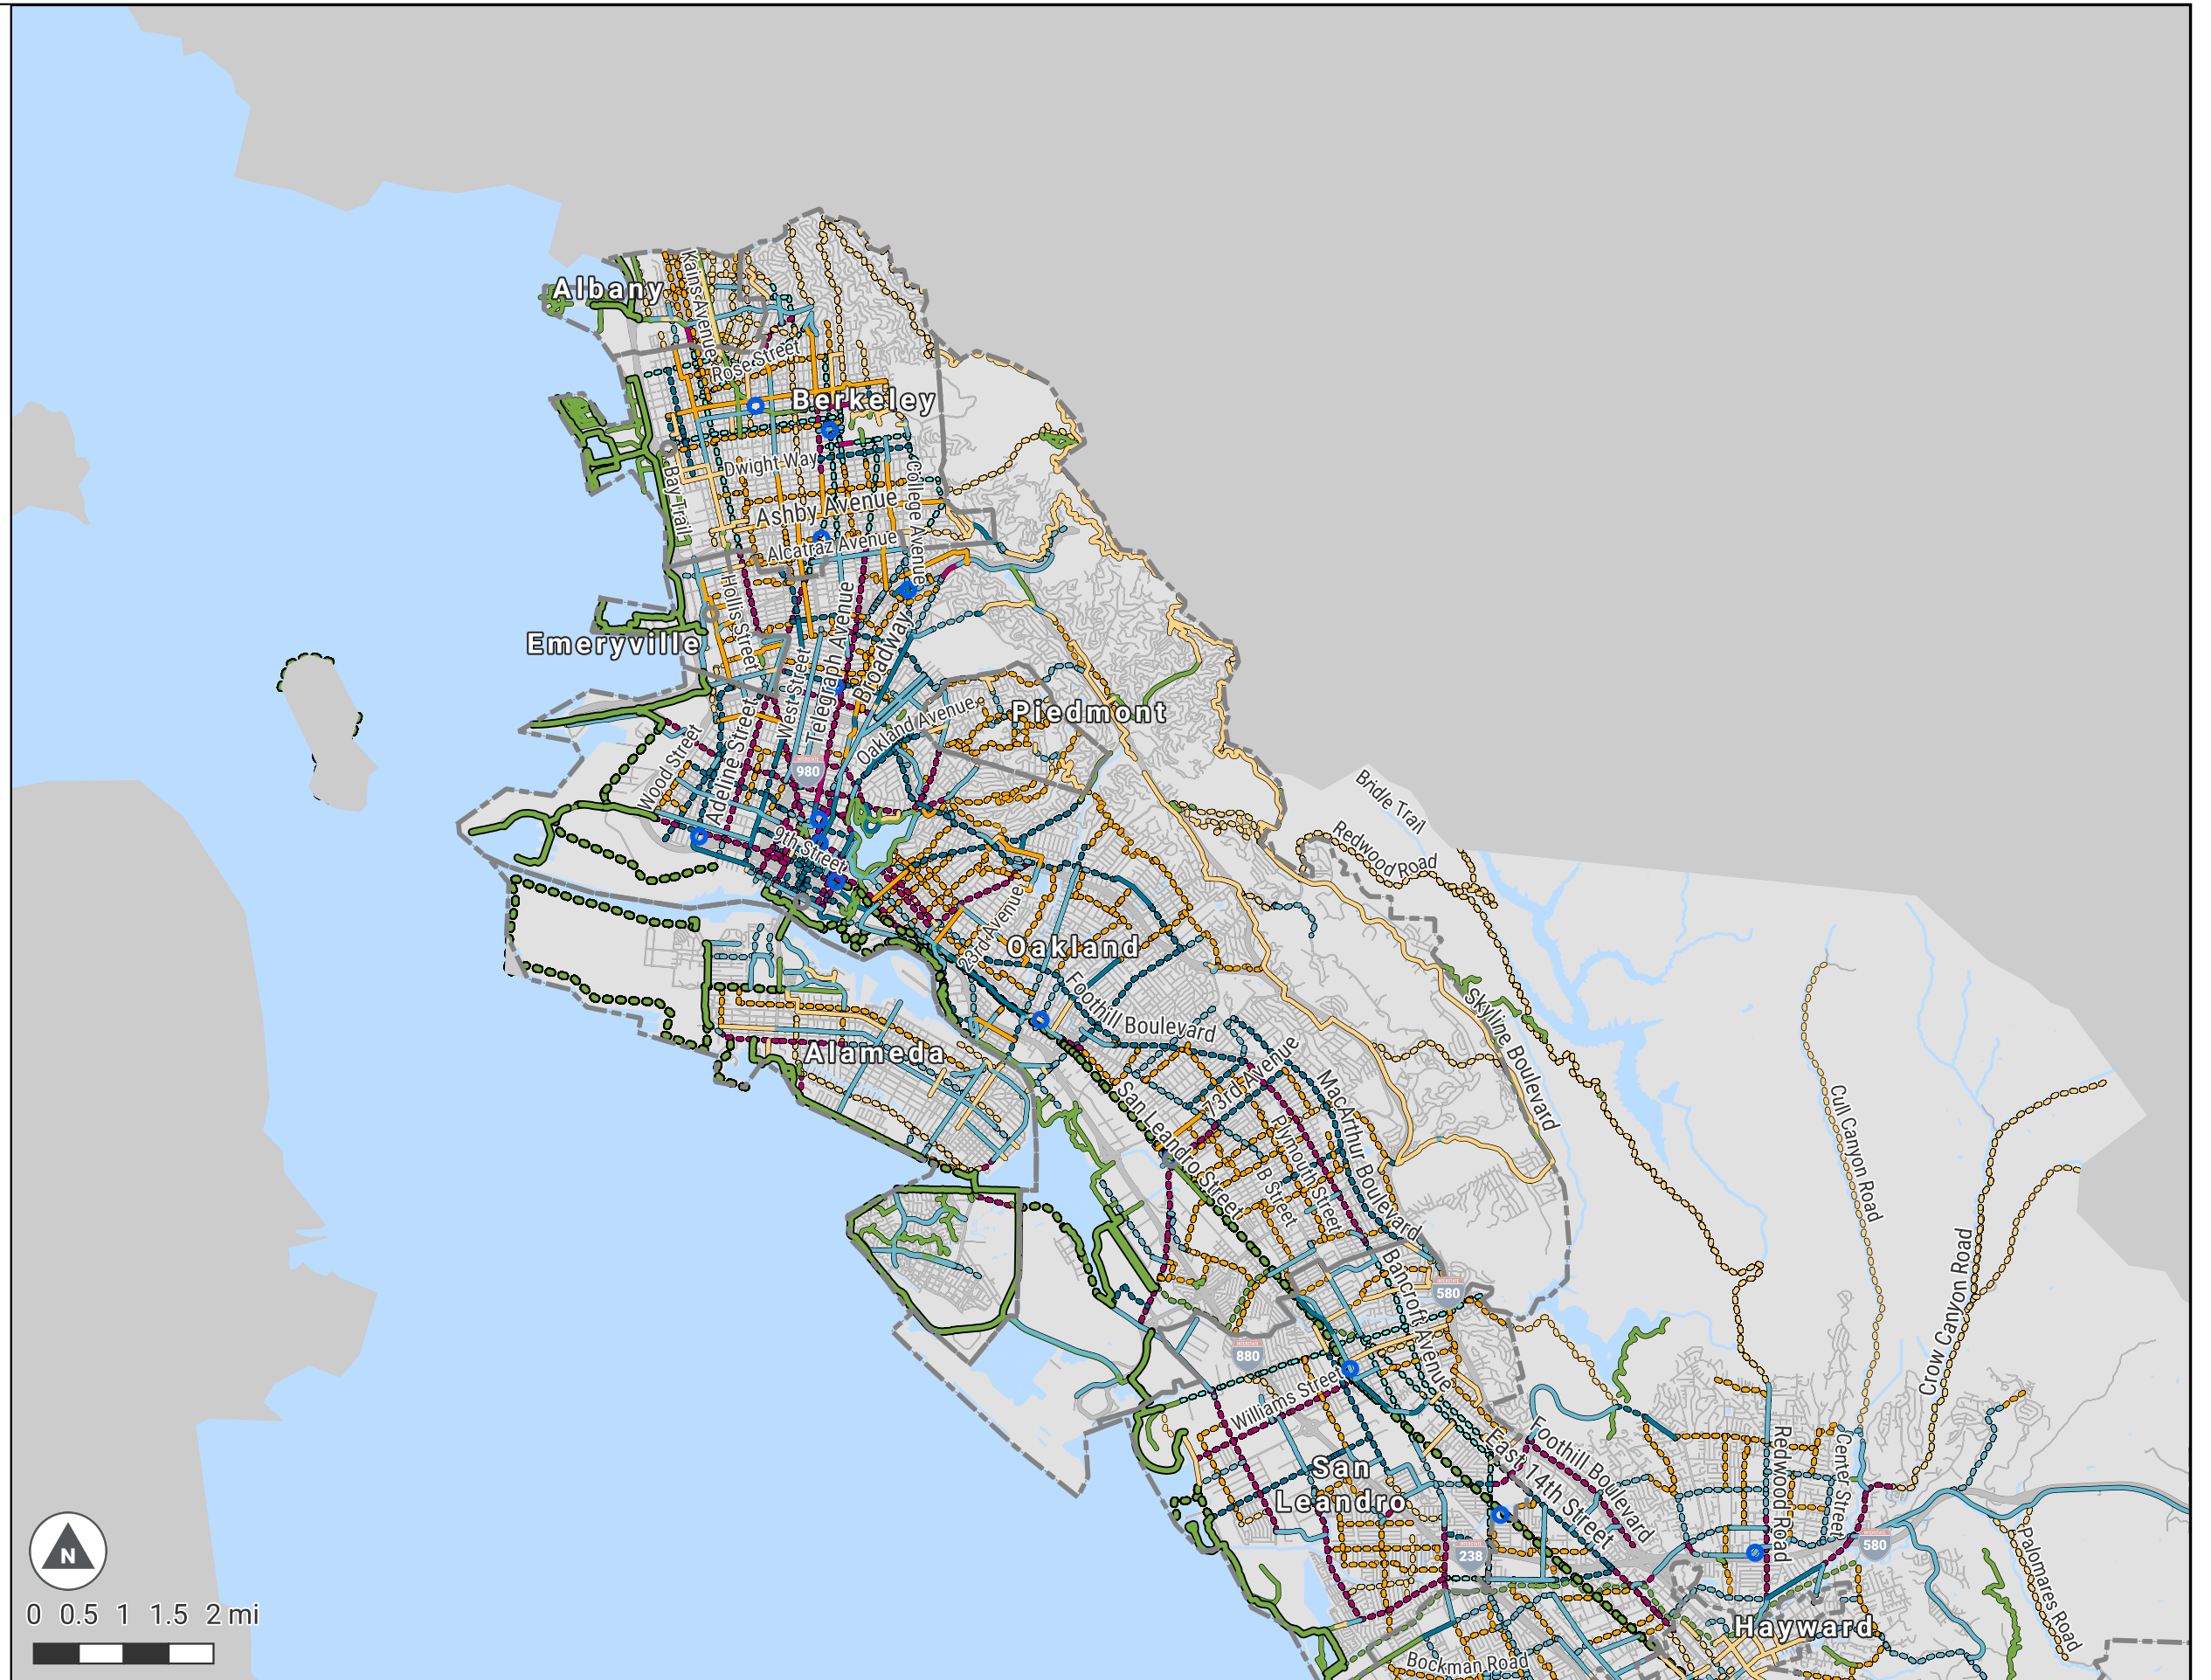 Albany
Kains Avenue
Rose Street
Berkeley
Dwight Way
College Avenue
Bay Trail
Ashby Avenue
Alcatraz Avenue
Hollis Street
Emeryville
Telegraph Avenue
Broadway
West Street
Oakland Avenue
Piedmont
Wood Street
Adeline Street
980
9th Street
Bridle Trail
Redwood Road
23rd Avenue
Oakland
Foothill Boulevard
Skyline Boulevard
Alameda
73rd Avenue
MacArthur Boulevard
San Leandro Street
Plymouth Street
B Street
Cull Canyon Road
Crow Canyon Road
Bancroft Avenue
580
880
Williams Street
San
Leandro
East 14th Street
Foothill Boulevard
Redwood Road
Center Street
238
580
Palomares Road
Hayward
Bockman Road
N
0 0.5 1 1.5 2 mi